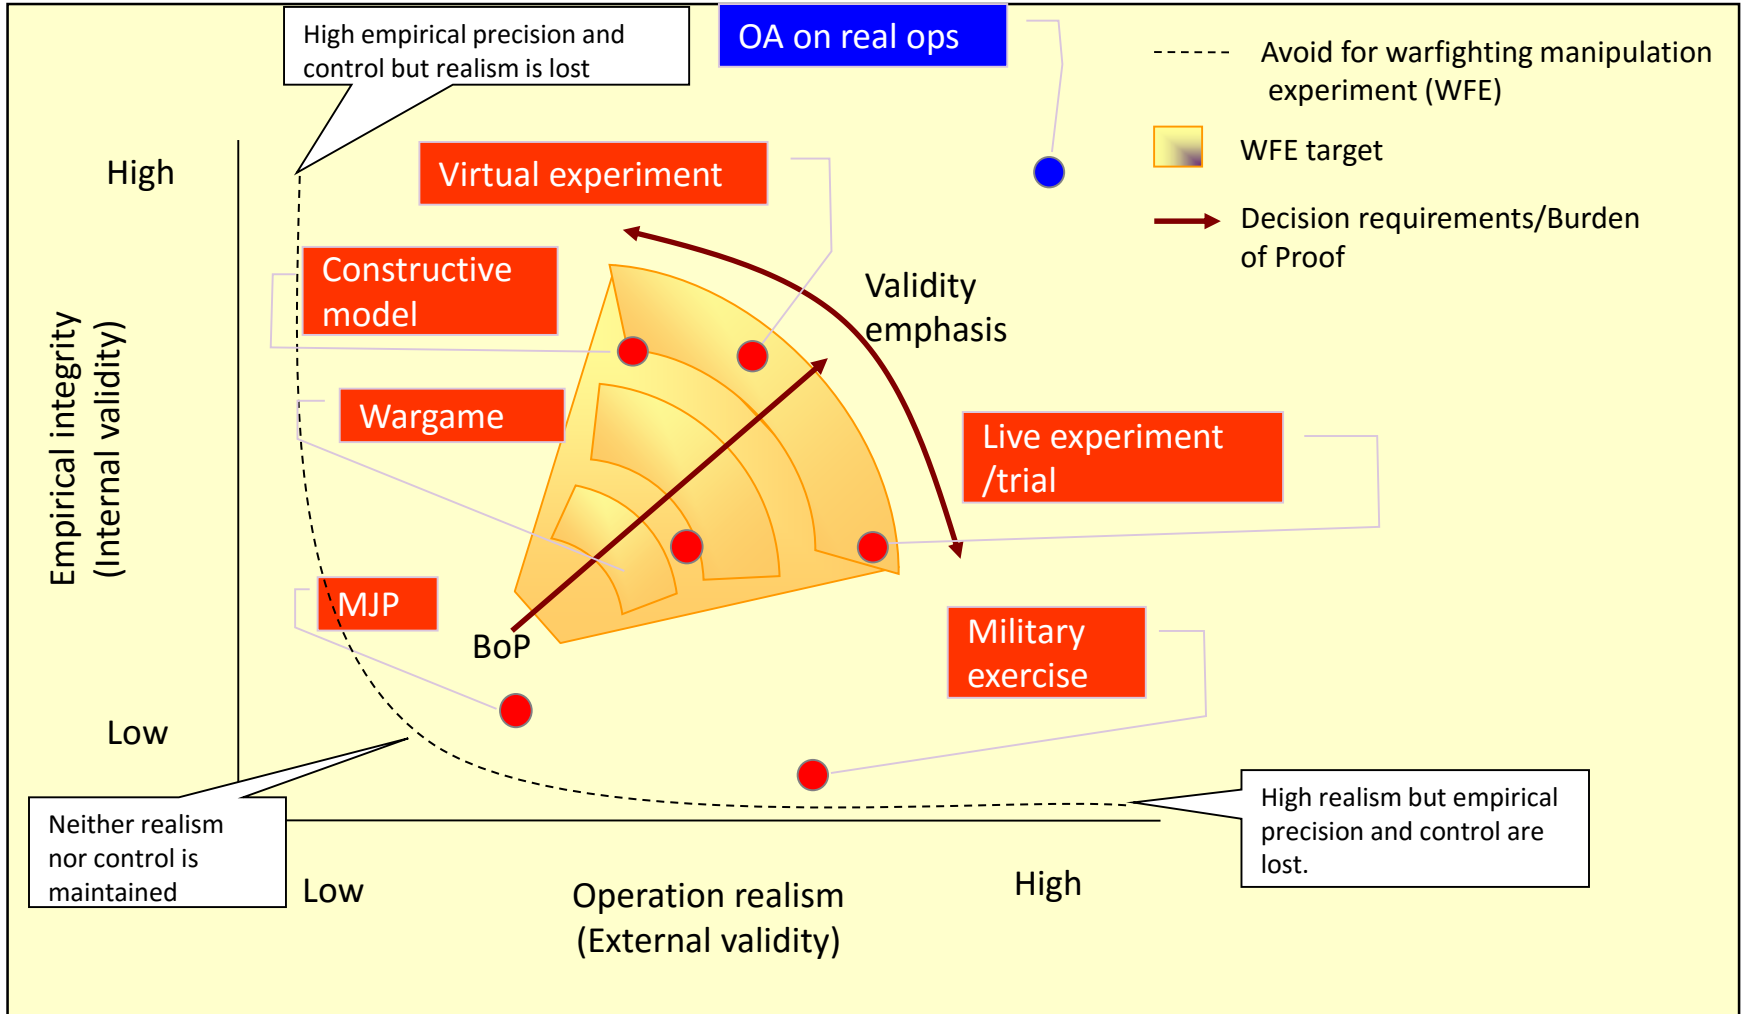 High empirical precision and
control but realism is lost
OA on real ops
Avoid for warfighting manipulation
experiment (WFE)
WFE target
Decision requirements/Burden
of Proof
High
Virtual experiment
Constructive
model
Validity
emphasis
Wargame
Live experiment
/trial
Empirical integrity
(Internal validity)
MJP
BoP
Military
exercise
Low
Neither realism
nor control is
maintained
High realism but empirical
precision and control are
lost.
Low
Operation realism
(External validity)
High